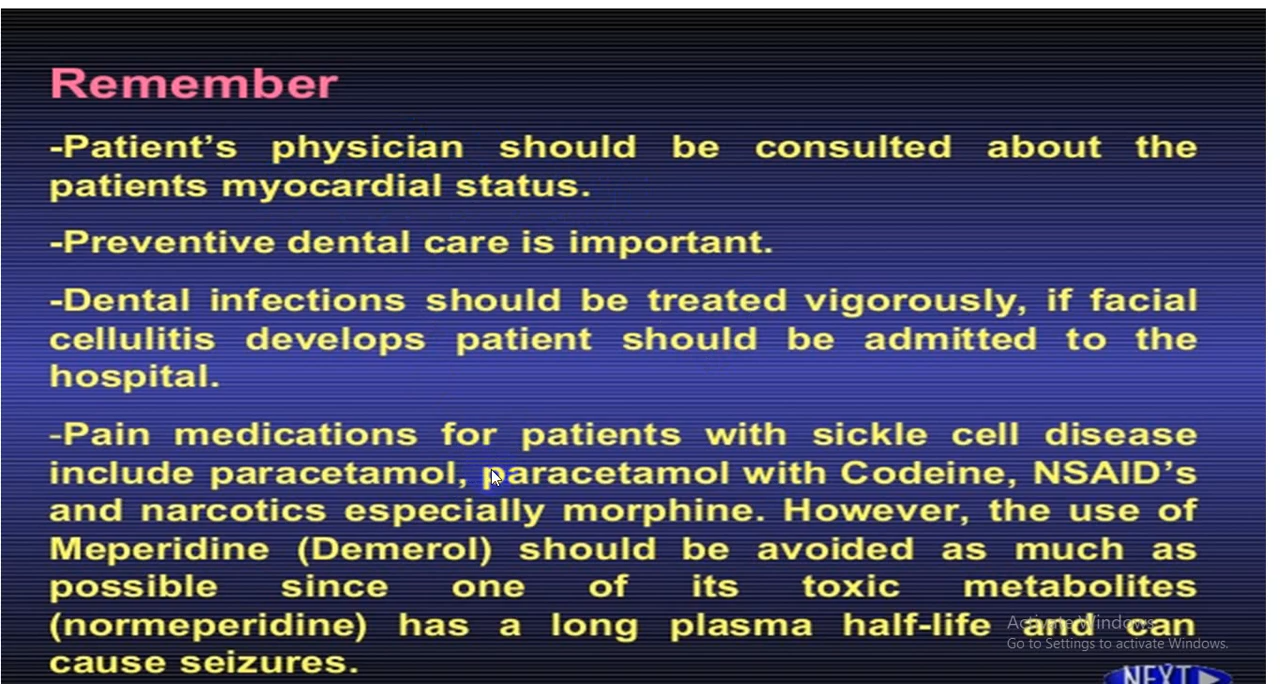 Remember
-Patient’s physician should be consulted about the
patients myocardial status.
-Preventive dental care is important.
-Dental infections should be treated vigorously, if facial
cellulitis develops patient should be admitted to the
hospital.
-Pain medications for patients with sickle cell disease
include paracetamol, paracetamol with Codeine, NSAID’s
and narcotics especially morphine. However, the use of
Meperidine (Demerol) should be avoided as much as
possible since one of its toxic metabolites
(normeperidine) has a long plasma half-life and can
cause seizures.
Activate Windows
Go to Settings to activate Windows.
NEXT